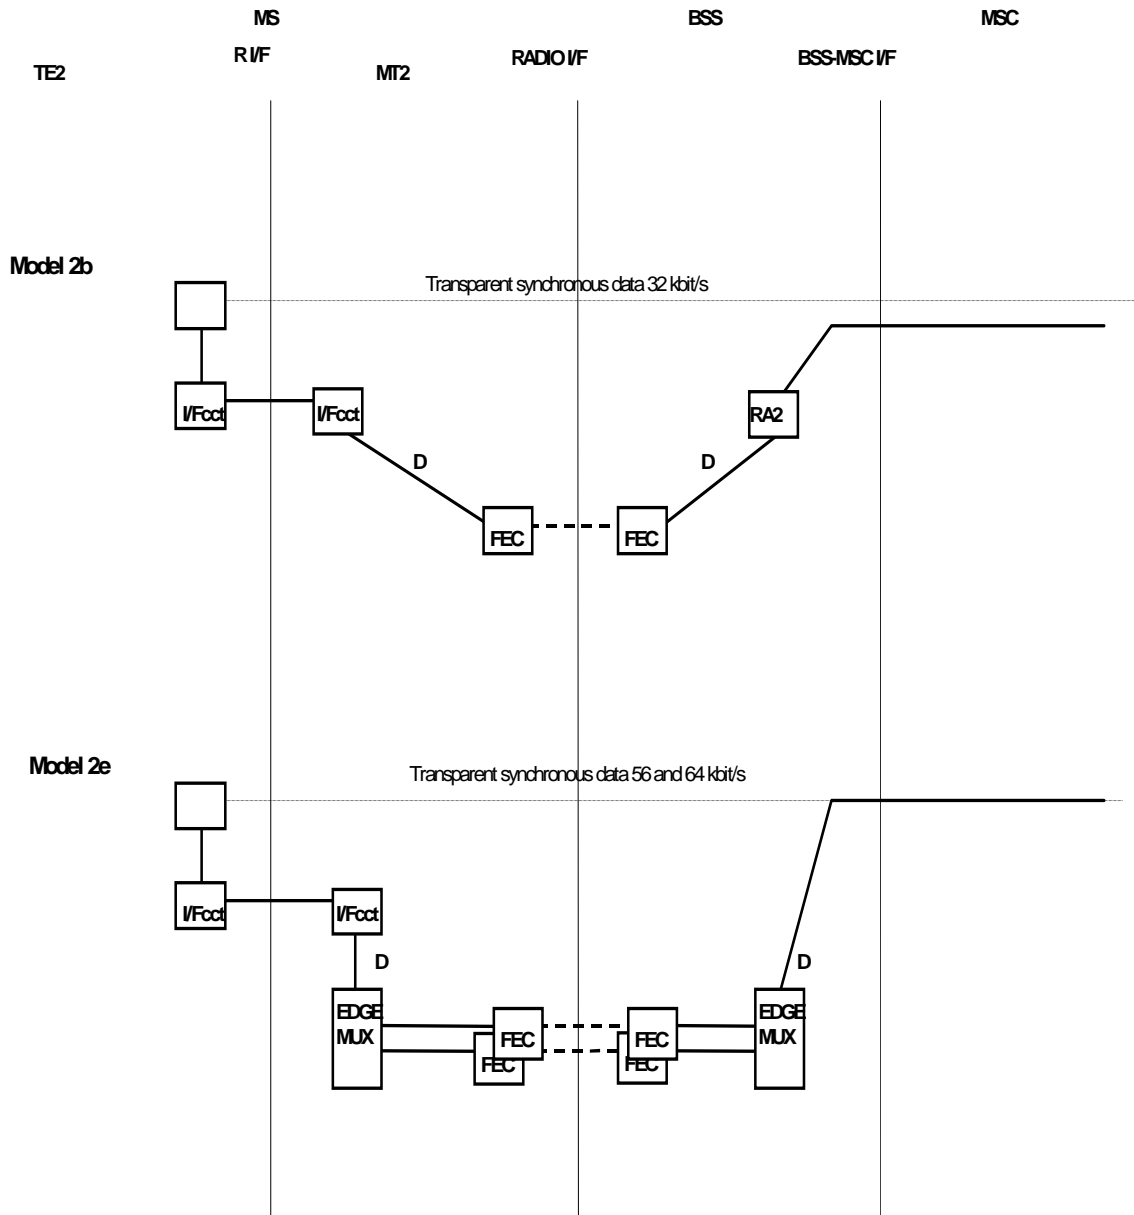 MS BSS MSC
R I/F RADIO I/F BSS-MSC I/F
TE2 MT2
Model 2b
Transparent synchronous data 32 kbit/s
I/Fcct I/Fcct RA2
D D
FEC FEC
Model 2e
Transparent synchronous data 56 and 64 kbit/s
I/Fcct I/Fcct
D D
EDGE MUX FEC FEC EDGE MUX
FEC FEC